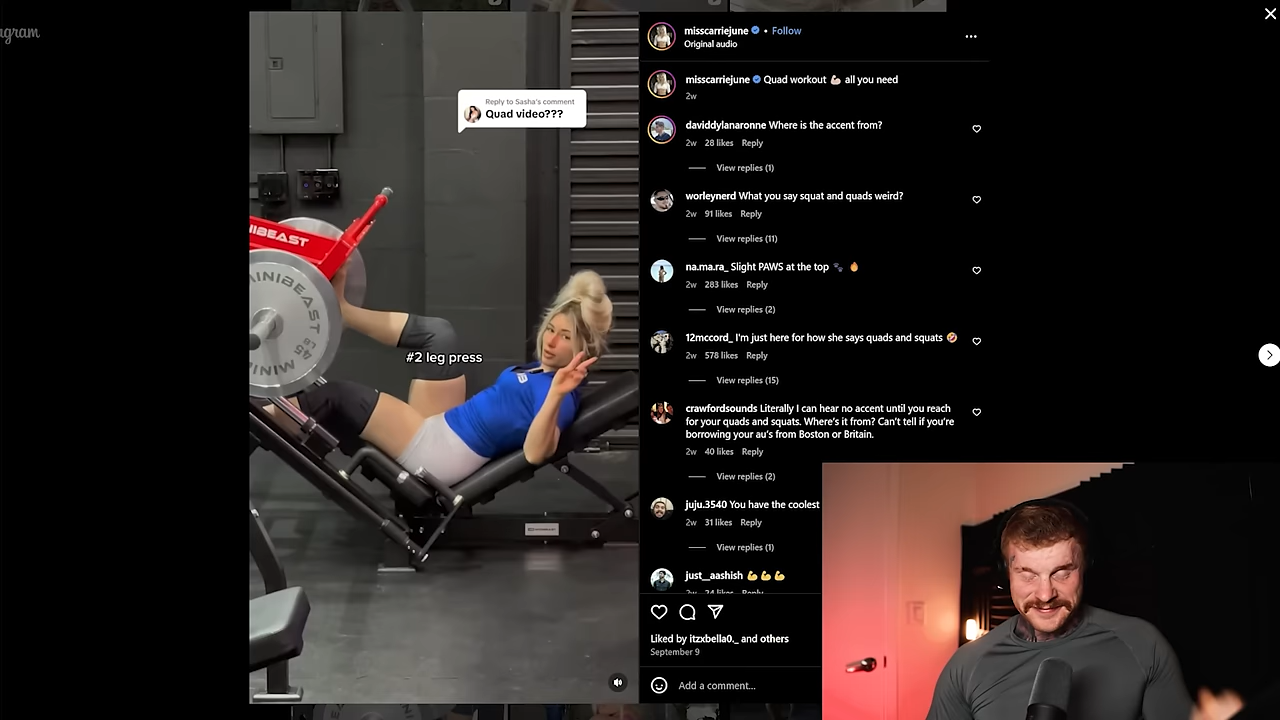 agram
Reply to Sasha's comment
Quad video???
NIBEAST
MINIBEAST
45
#2 leg press
misscarriejune • Follow
Original audio
misscarriejune Quad workout 💪🏻 all you need
2w
daviddylanaronne Where is the accent from?
2w 28 likes Reply
View replies (1)
worleynerd What you say squat and quads weird?
2w 91 likes Reply
View replies (11)
na.ma.ra_ Slight PAWS at the top 🐾 🔥
2w 283 likes Reply
View replies (2)
12mccord_ I'm just here for how she says quads and squats 🤣
2w 578 likes Reply
View replies (15)
crawfordsounds Literally I can hear no accent until you reach
for your quads and squats. Where's it from? Can't tell if you're
borrowing your au's from Boston or Britain.
2w 40 likes Reply
View replies (2)
juju.3540 You have the coolest
2w 31 likes Reply
View replies (1)
just__aashish 💪💪💪
2w 24 likes Reply
Liked by itzxbella0._ and others
September 9
Add a comment...